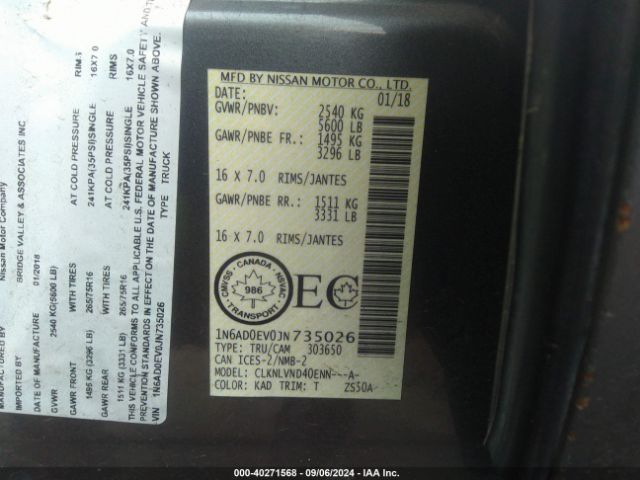 Nissan Motor Company
BRIDGE VALLEY & ASSOCIATES INC
DATE OF MANUFACTURE 01/2018
GVWR 2540 KG(5600 LB)
GAWR FRONT WITH TIRES AT COLD PRESSURE RIMS
1495 KG (3296 LB) 265/75R16 241KPA(35PSI)SINGLE 16X7.0
GAWR REAR WITH TIRES AT COLD PRESSURE RIMS
1511 KG (3331 LB) 265/75R16 241KPA(35PSI)SINGLE 16X7.0
THIS VEHICLE CONFORMS TO ALL APPLICABLE U.S. FEDERAL MOTOR VEHICLE SAFETY AND
PREVENTION STANDARDS IN EFFECT ON THE DATE OF MANUFACTURE SHOWN ABOVE.
VIN 1N6AD0EV0JN735026 TYPE TRUCK
MFD BY NISSAN MOTOR CO., LTD.
DATE: 01/18
GVWR/PNBV: 2540 KG
5600 LB
GAWR/PNBE FR: 1495 KG
3296 LB
16 X 7.0 RIMS/JANTES
GAWR/PNBE RR: 1511 KG
3331 LB
16 X 7.0 RIMS/JANTES
CMVSS CANADA NSVAC
986
TRANSPORT
EC
1N6AD0EV0JN735026
TYPE: TRU/CAM 303650
CAN ICES-2/NMB-2
MODEL: CLKNLVND40ENN---A-
COLOR: KAD TRIM: T ZS50A
000-40271568 - 09/06/2024 - IAA Inc.